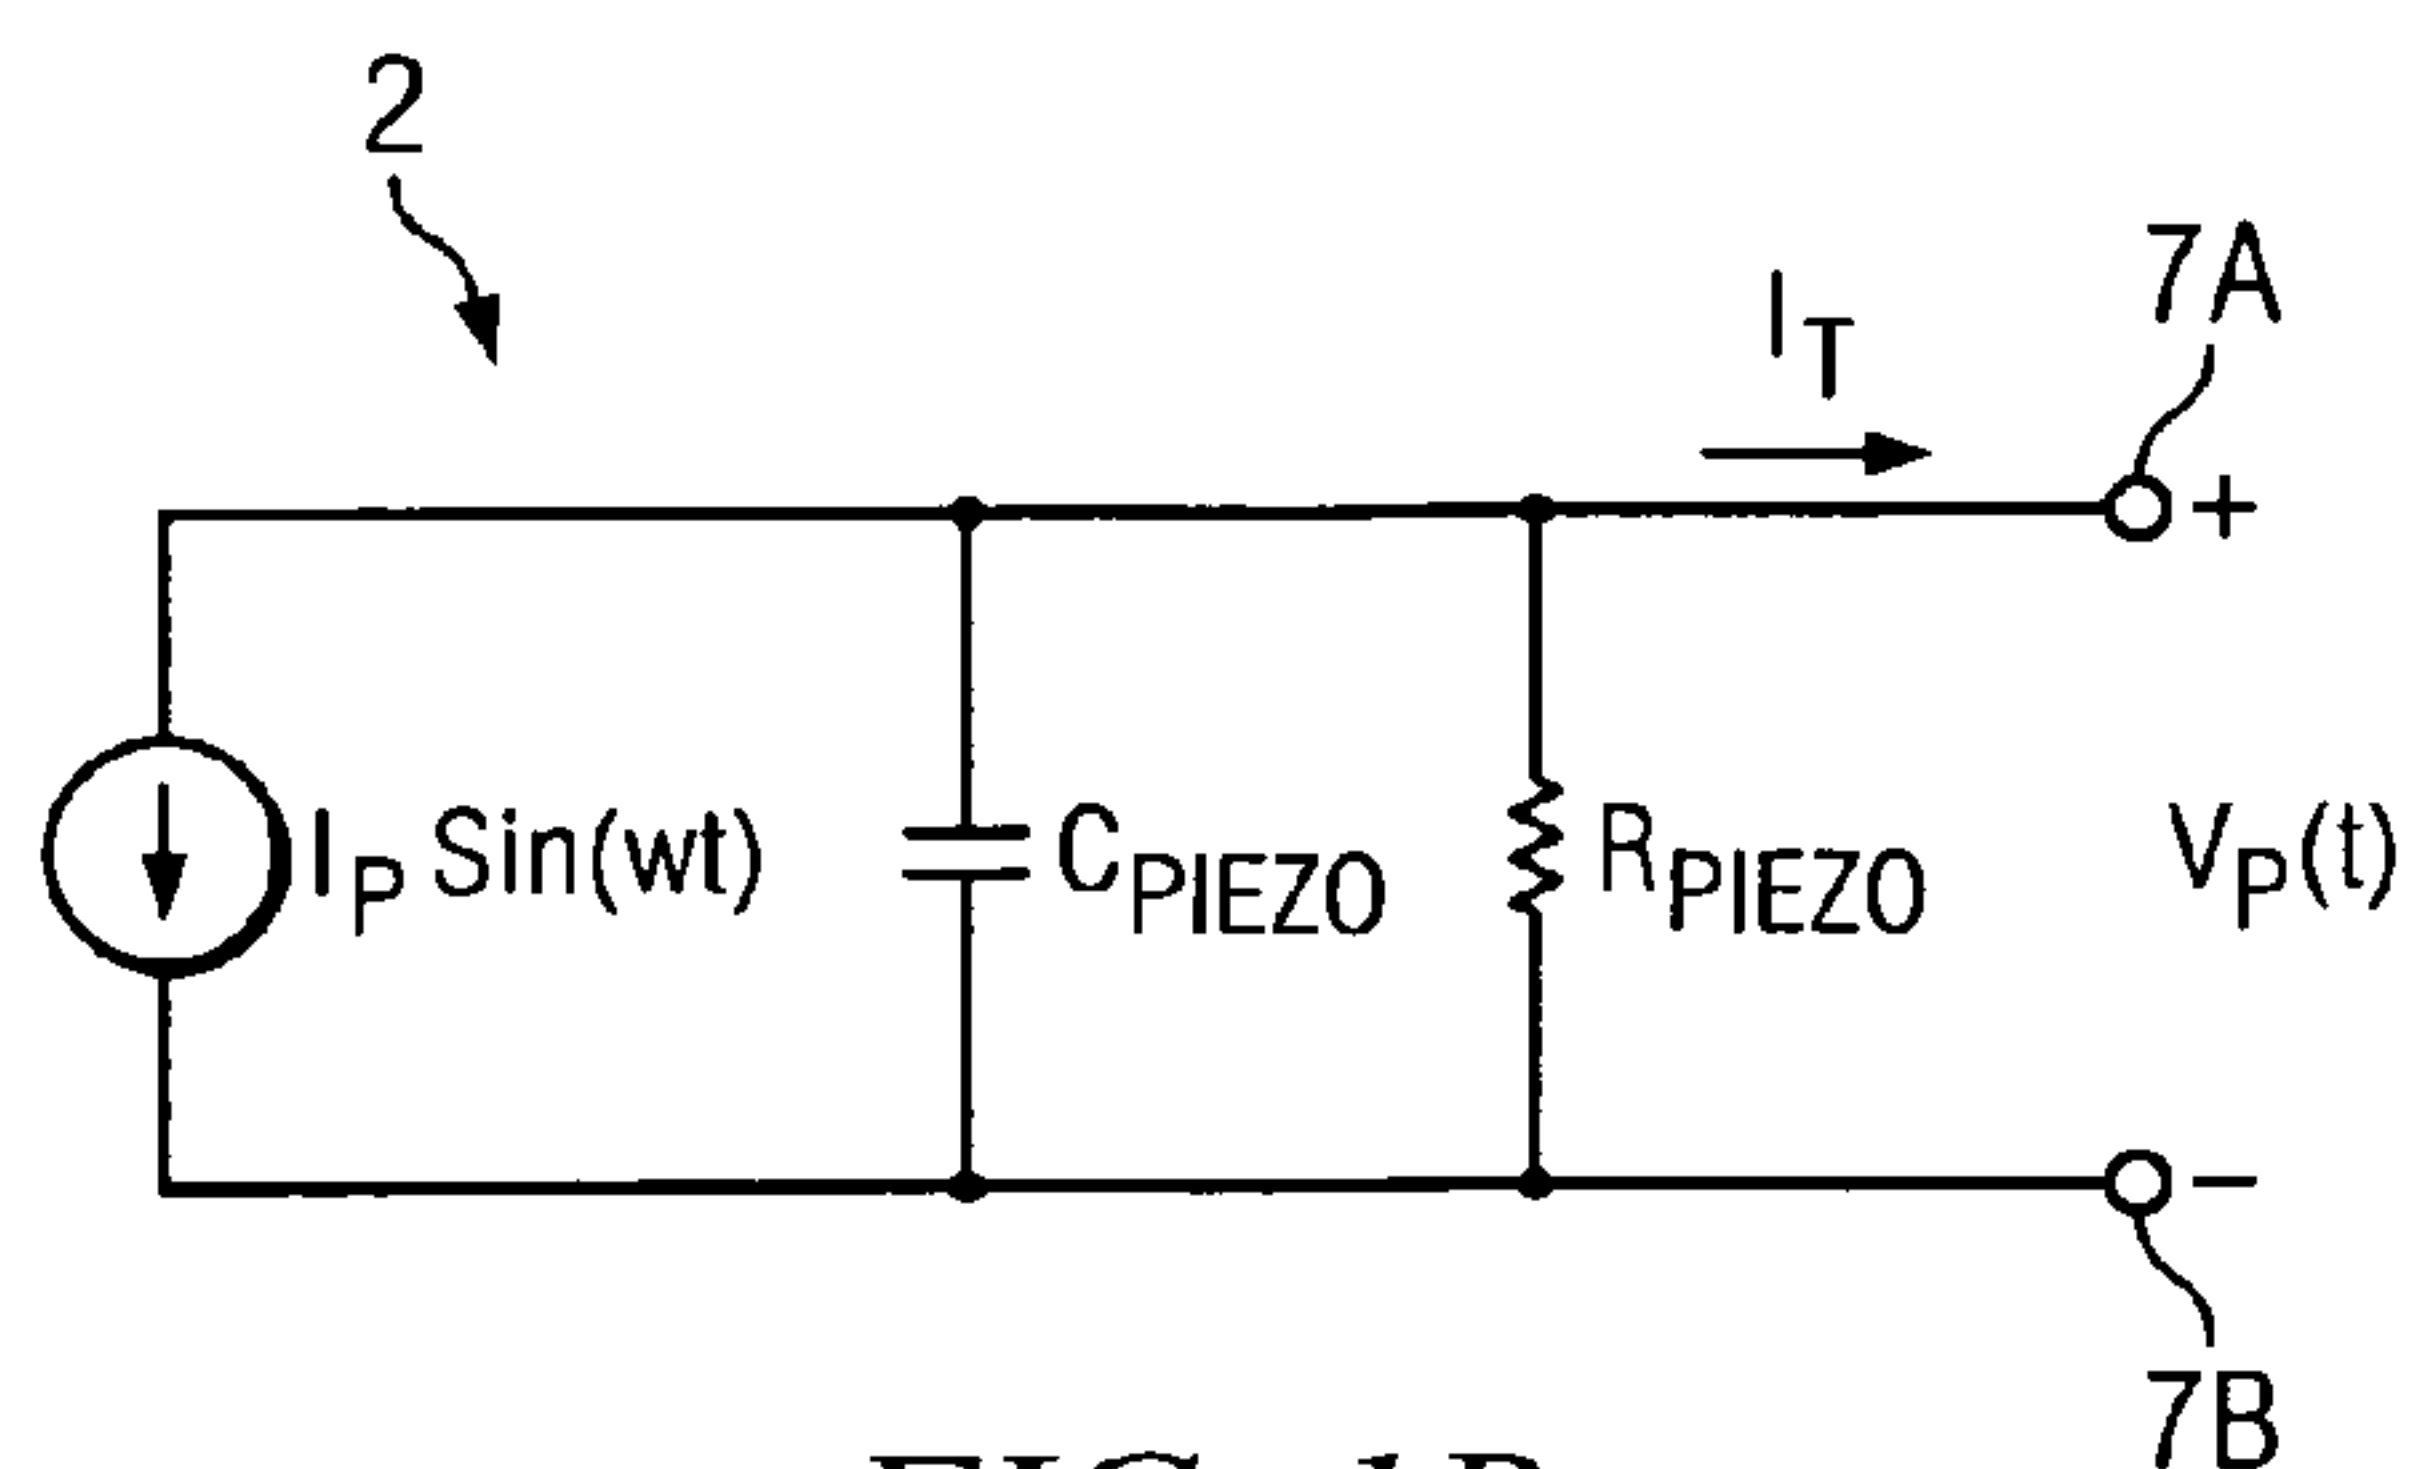 2
7A
I_T
+
I_P Sin(wt)
C_PIEZO
R_PIEZO
V_P(t)
−
7B